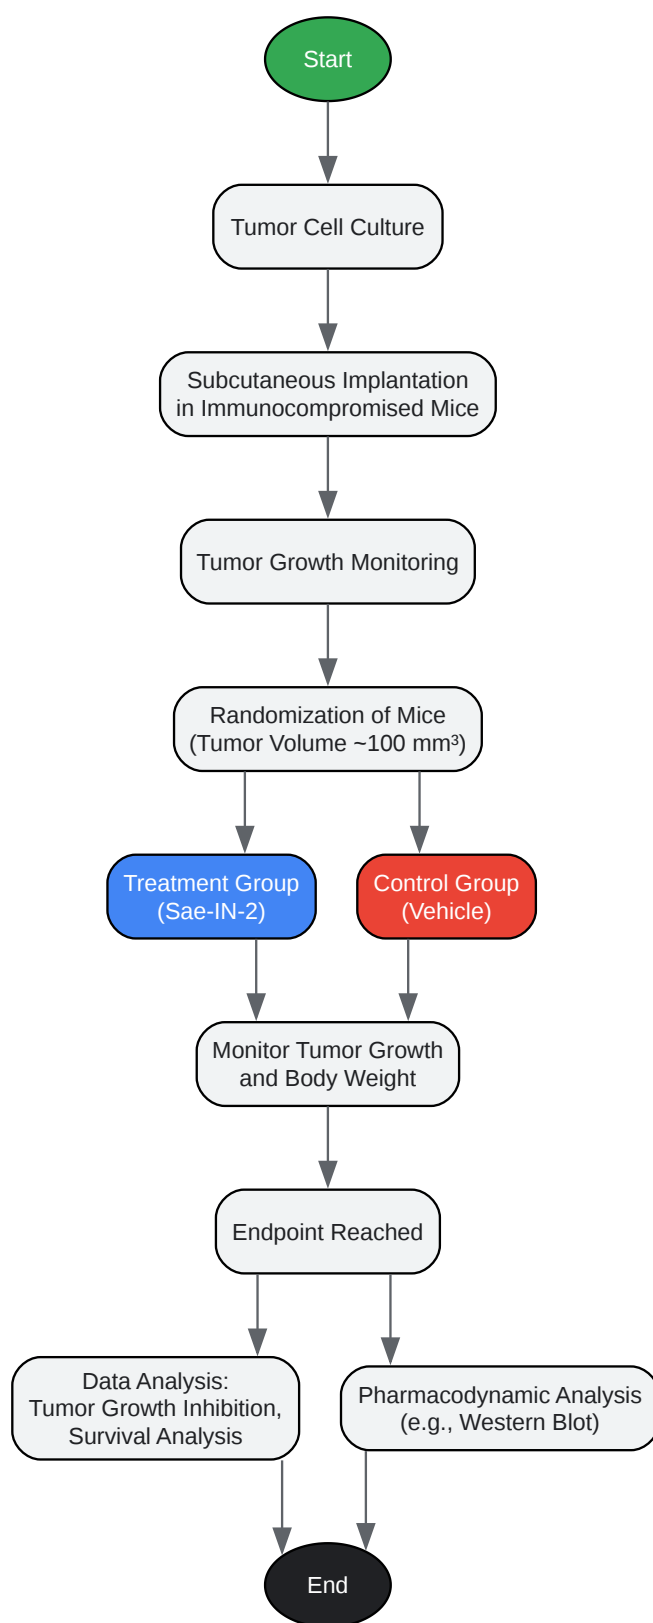 Start
Tumor Cell Culture
Subcutaneous Implantation
in Immunocompromised Mice
Tumor Growth Monitoring
Randomization of Mice
(Tumor Volume ~100 mm³)
Treatment Group
(Sae-IN-2)
Control Group
(Vehicle)
Monitor Tumor Growth
and Body Weight
Endpoint Reached
Data Analysis:
Tumor Growth Inhibition,
Survival Analysis
Pharmacodynamic Analysis
(e.g., Western Blot)
End